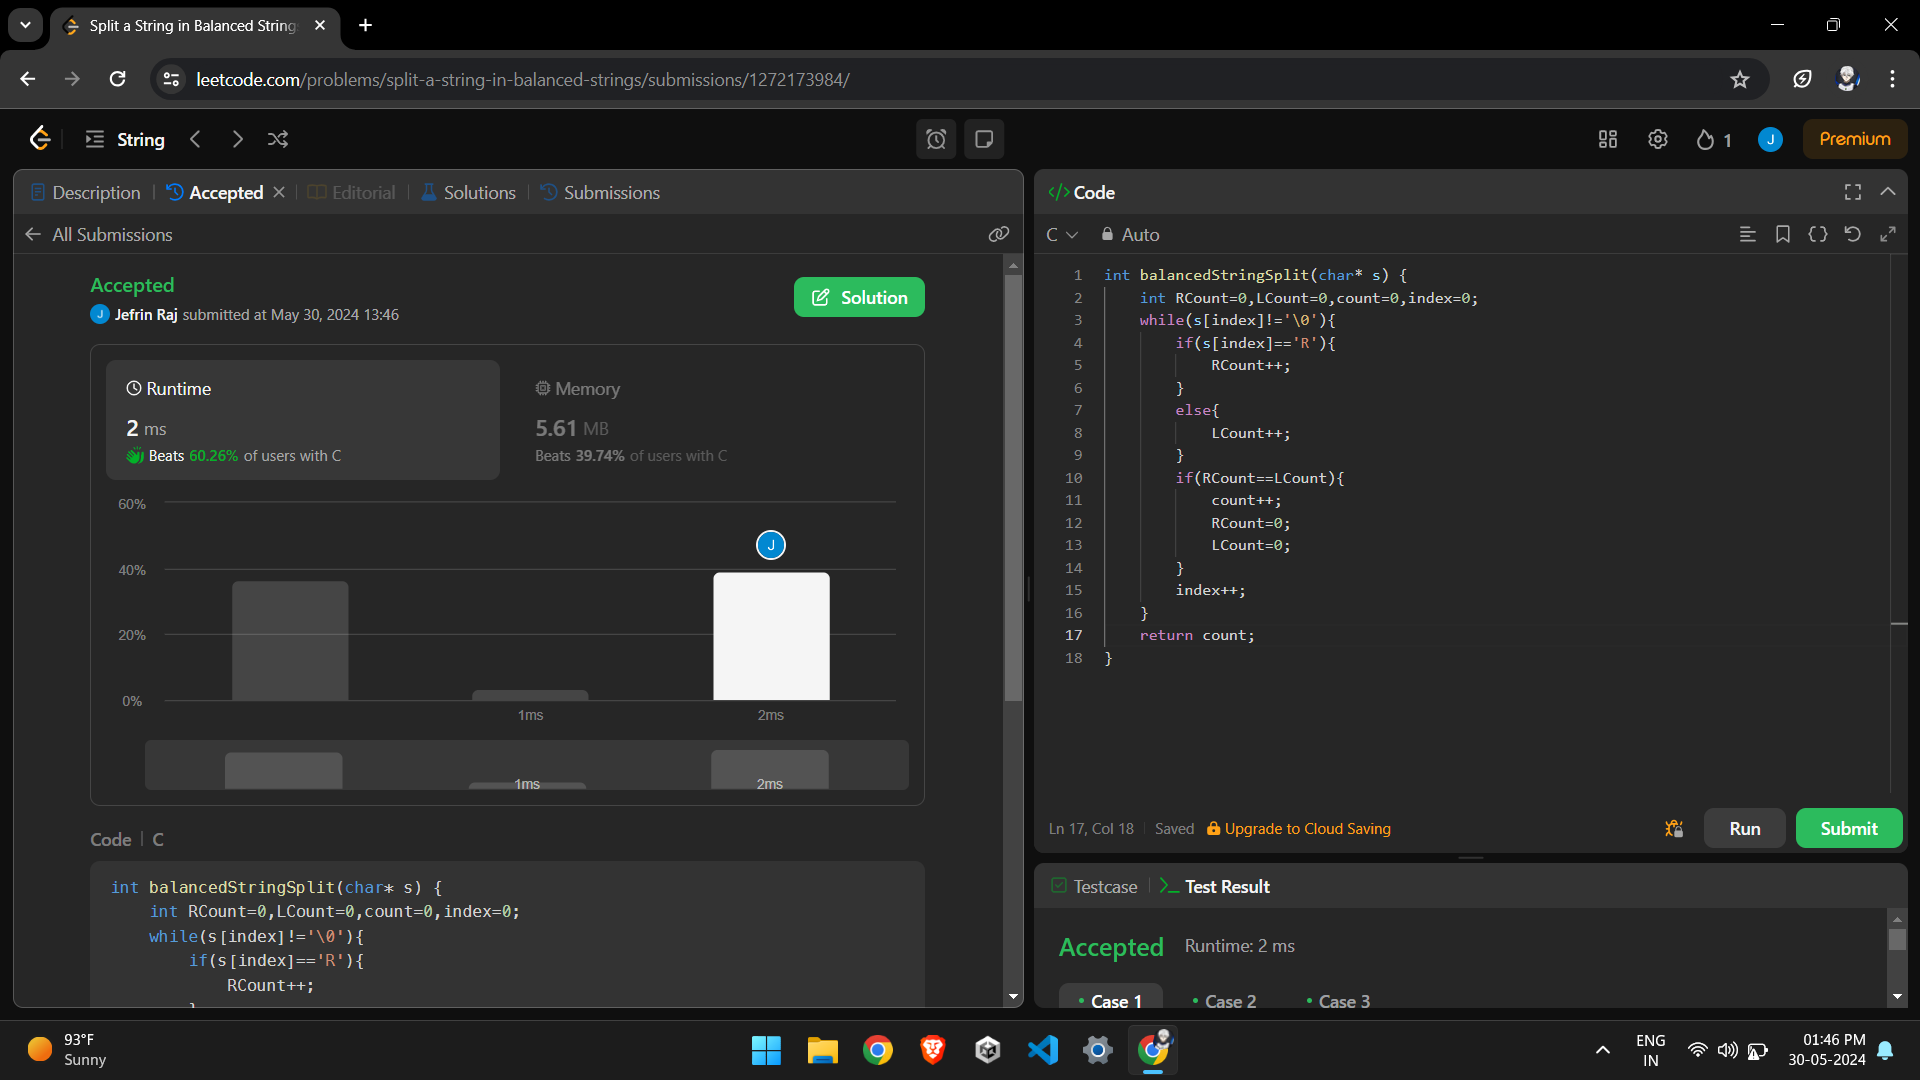 Split a String in Balanced String
leetcode.com/problems/split-a-string-in-balanced-strings/submissions/1272173984/
String
1
J
Premium
Description
Accepted
Editorial
Solutions
Submissions
All Submissions
Accepted
J Jefrin Raj submitted at May 30, 2024 13:46
Solution
Runtime
2 ms
Beats 60.26% of users with C
Memory
5.61 MB
Beats 39.74% of users with C
60%
40%
20%
0%
J
1ms
2ms
1ms
2ms
Code | C
int balancedStringSplit(char* s) {
int RCount=0,LCount=0,count=0,index=0;
while(s[index]!='\0'){
if(s[index]=='R'){
RCount++;
}
</> Code
C
Auto
1 int balancedStringSplit(char* s) {
2 int RCount=0,LCount=0,count=0,index=0;
3 while(s[index]!='\0'){
4 if(s[index]=='R'){
5 RCount++;
6 }
7 else{
8 LCount++;
9 }
10 if(RCount==LCount){
11 count++;
12 RCount=0;
13 LCount=0;
14 }
15 index++;
16 }
17 return count;
18 }
Ln 17, Col 18
Saved
Upgrade to Cloud Saving
Run
Submit
Testcase
Test Result
Accepted
Runtime: 2 ms
Case 1
Case 2
Case 3
93°F
Sunny
ENG
IN
01:46 PM
30-05-2024